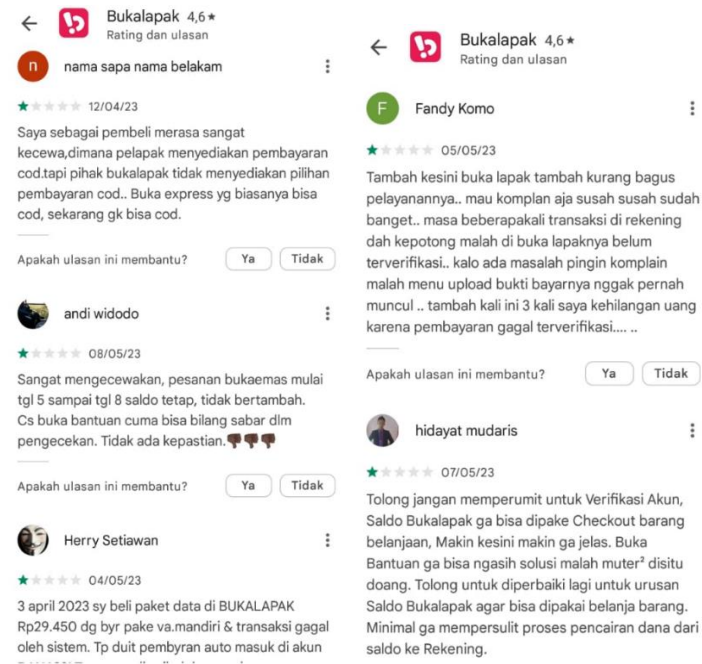 Bukalapak 4,6★
Rating dan ulasan
n nama sapa nama belakam
12/04/23
Saya sebagai pembeli merasa sangat
kecewa,dimana pelapak menyediakan pembayaran
cod.tapi pihak bukalapak tidak menyediakan pilihan
pembayaran cod.. Buka express yg biasanya bisa
cod, sekarang gk bisa cod.
Apakah ulasan ini membantu? Ya Tidak
andi widodo
08/05/23
Sangat mengecewakan, pesanan bukaemas mulai
tgl 5 sampai tgl 8 saldo tetap, tidak bertambah.
Cs buka bantuan cuma bisa bilang sabar dlm
pengecekan. Tidak ada kepastian.👎🏿👎🏿👎🏿
Apakah ulasan ini membantu? Ya Tidak
Herry Setiawan
04/05/23
3 april 2023 sy beli paket data di BUKALAPAK
Rp29.450 dg byr pake va.mandiri & transaksi gagal
oleh sistem. Tp duit pembyran auto masuk di akun
Bukalapak 4,6★
Rating dan ulasan
F Fandy Komo
05/05/23
Tambah kesini buka lapak tambah kurang bagus
pelayanannya.. mau komplan aja susah susah sudah
banget.. masa beberapakali transaksi di rekening
dah kepotong malah di buka lapaknya belum
terverifikasi.. kalo ada masalah pingin komplain
malah menu upload bukti bayarnya nggak pernah
muncul .. tambah kali ini 3 kali saya kehilangan uang
karena pembayaran gagal terverifikasi.... ..
Apakah ulasan ini membantu? Ya Tidak
hidayat mudaris
07/05/23
Tolong jangan memperumit untuk Verifikasi Akun,
Saldo Bukalapak ga bisa dipake Checkout barang
belanjaan, Makin kesini makin ga jelas. Buka
Bantuan ga bisa ngasih solusi malah muter² disitu
doang. Tolong untuk diperbaiki lagi untuk urusan
Saldo Bukalapak agar bisa dipakai belanja barang.
Minimal ga mempersulit proses pencairan dana dari
saldo ke Rekening.